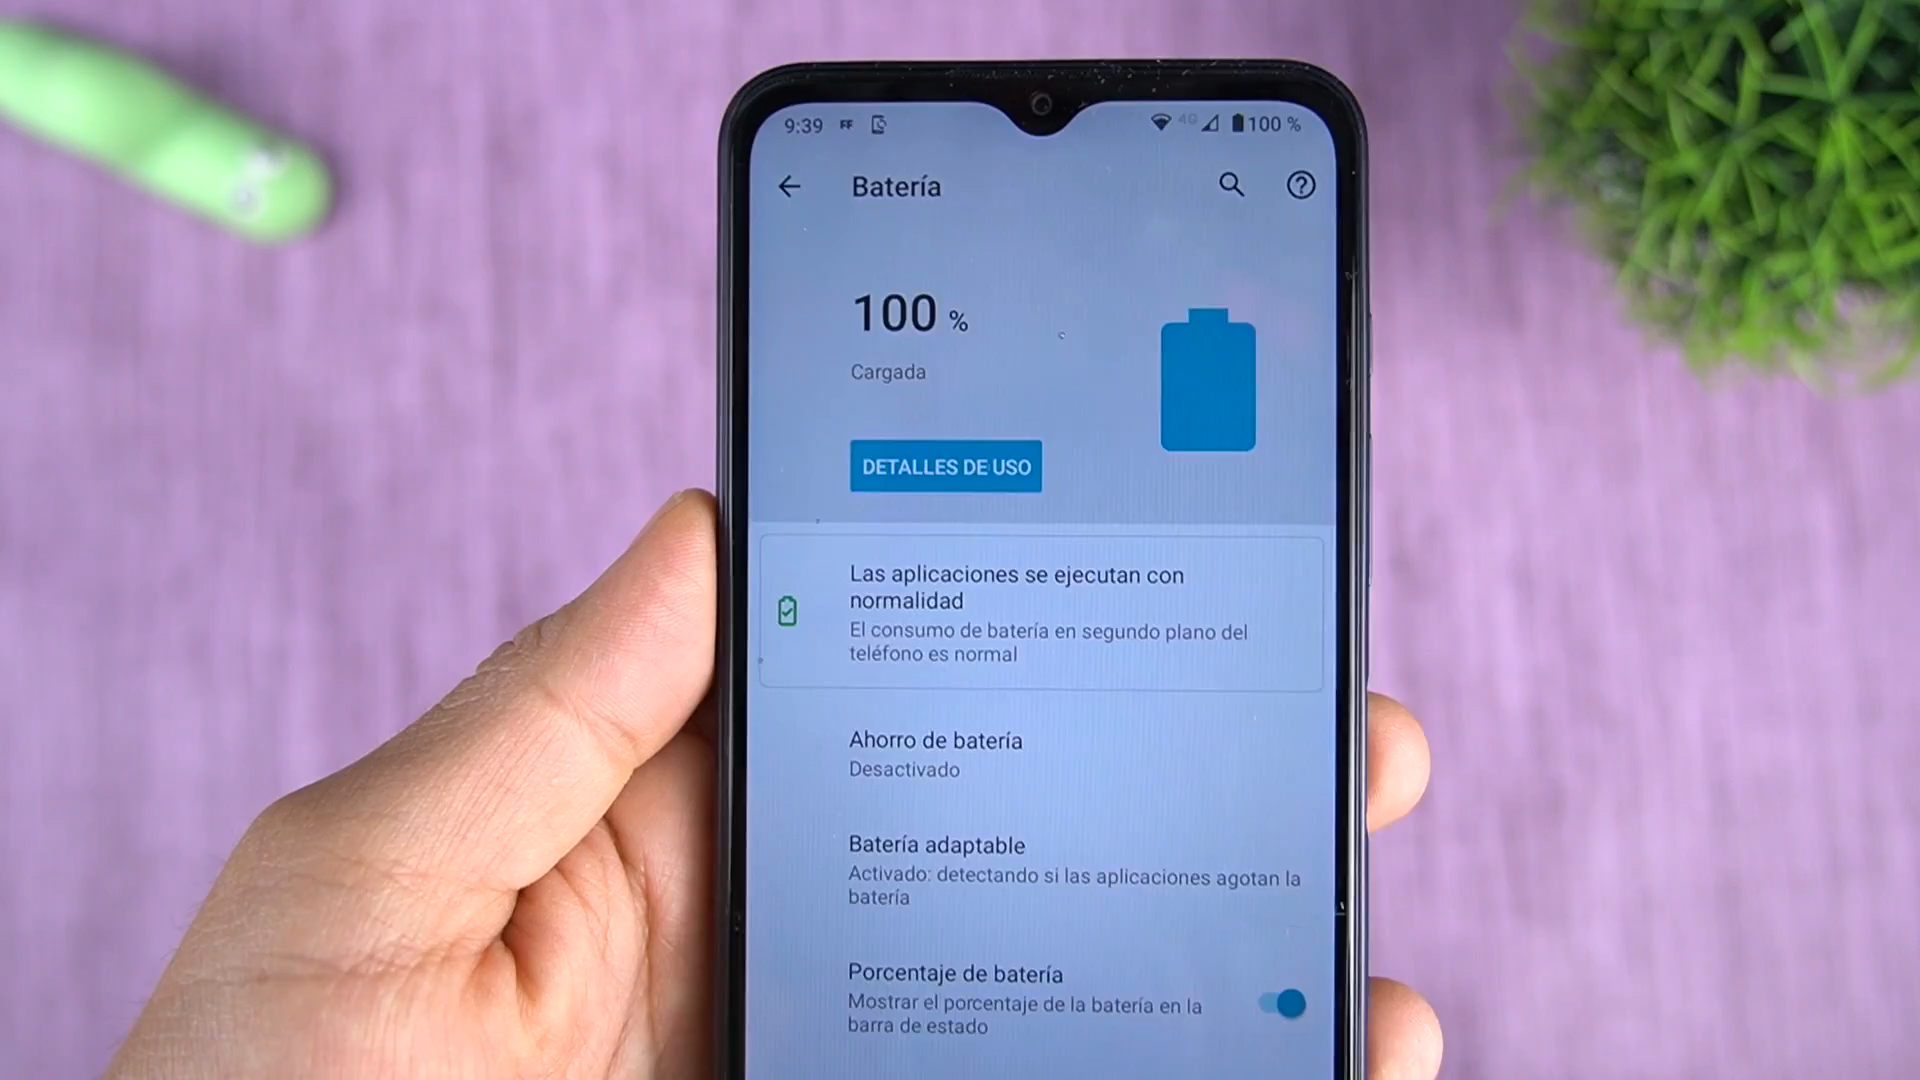 9:39 FF 4G 100 %
Batería
100 %
Cargada
DETALLES DE USO
Las aplicaciones se ejecutan con
normalidad
El consumo de batería en segundo plano del
teléfono es normal
Ahorro de batería
Desactivado
Batería adaptable
Activado: detectando si las aplicaciones agotan la
batería
Porcentaje de batería
Mostrar el porcentaje de la batería en la
barra de estado